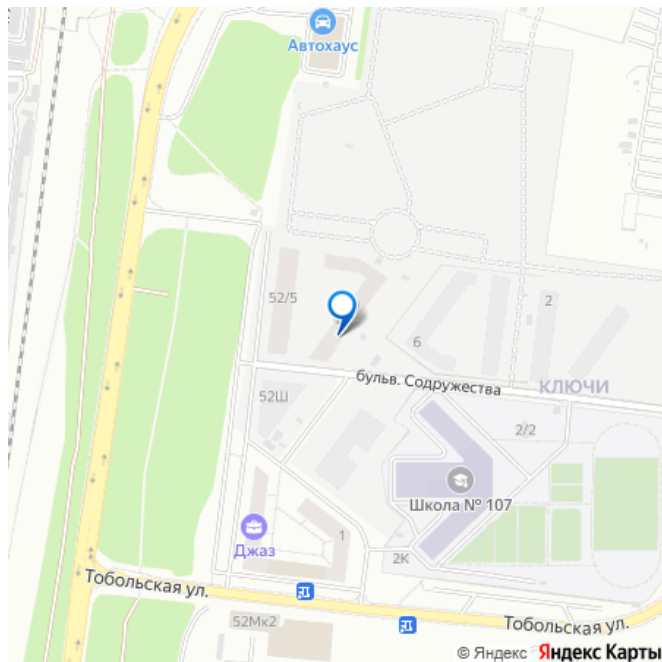 Автохаус
52/5
2
6
бульв. Содружества
КЛЮЧИ
52Ш
2/2
Школа № 107
Джаз
1
2К
Тобольская ул.
Тобольская ул.
52Мк2
© Яндекс Яндекс Карты